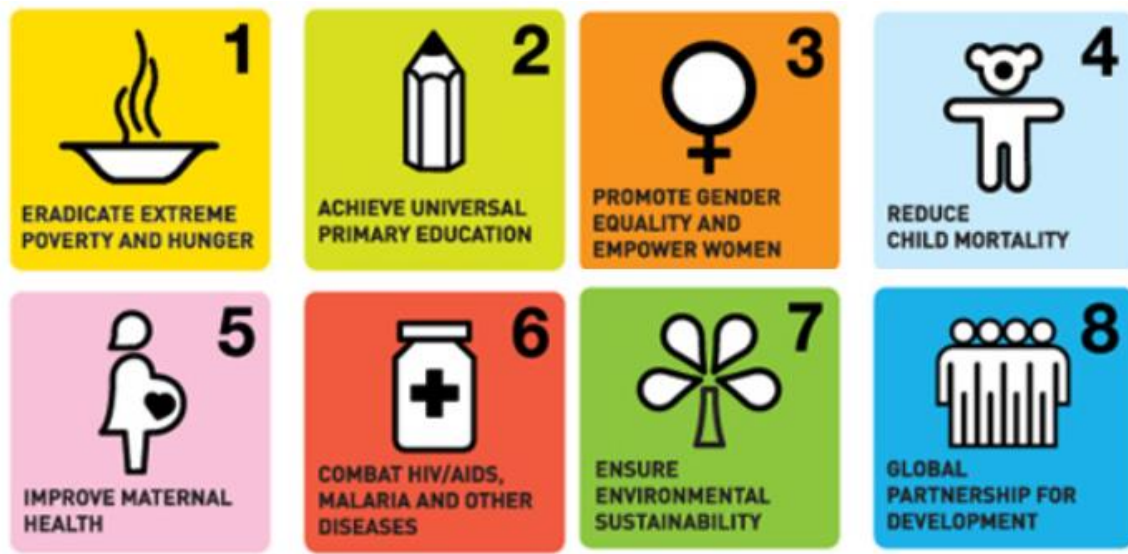 1
ERADICATE EXTREME
POVERTY AND HUNGER
2
ACHIEVE UNIVERSAL
PRIMARY EDUCATION
3
PROMOTE GENDER
EQUALITY AND
EMPOWER WOMEN
4
REDUCE
CHILD MORTALITY
5
IMPROVE MATERNAL
HEALTH
6
COMBAT HIV/AIDS,
MALARIA AND OTHER
DISEASES
7
ENSURE
ENVIRONMENTAL
SUSTAINABILITY
8
GLOBAL
PARTNERSHIP FOR
DEVELOPMENT